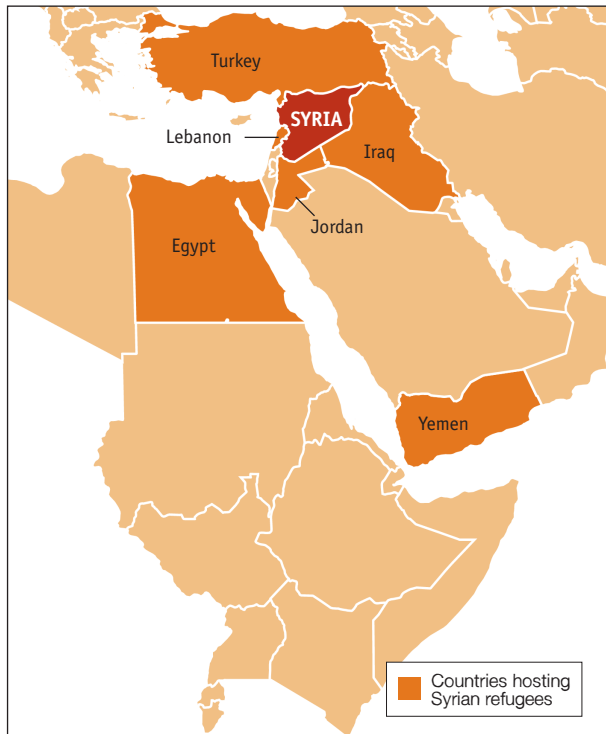 Turkey
SYRIA
Lebanon
Iraq
Jordan
Egypt
Yemen
Countries hosting
Syrian refugees